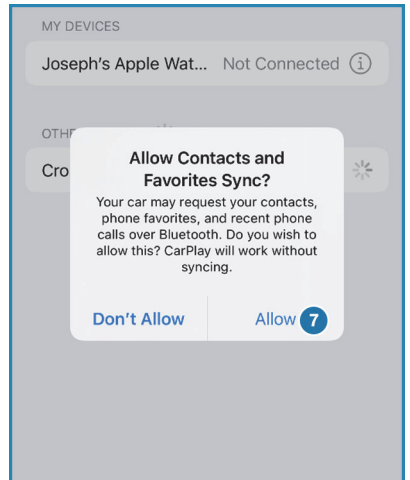 MY DEVICES
Joseph's Apple Wat... Not Connected
OTHE
Cro
Allow Contacts and
Favorites Sync?
Your car may request your contacts,
phone favorites, and recent phone
calls over Bluetooth. Do you wish to
allow this? CarPlay will work without
syncing.
Don't Allow Allow 7